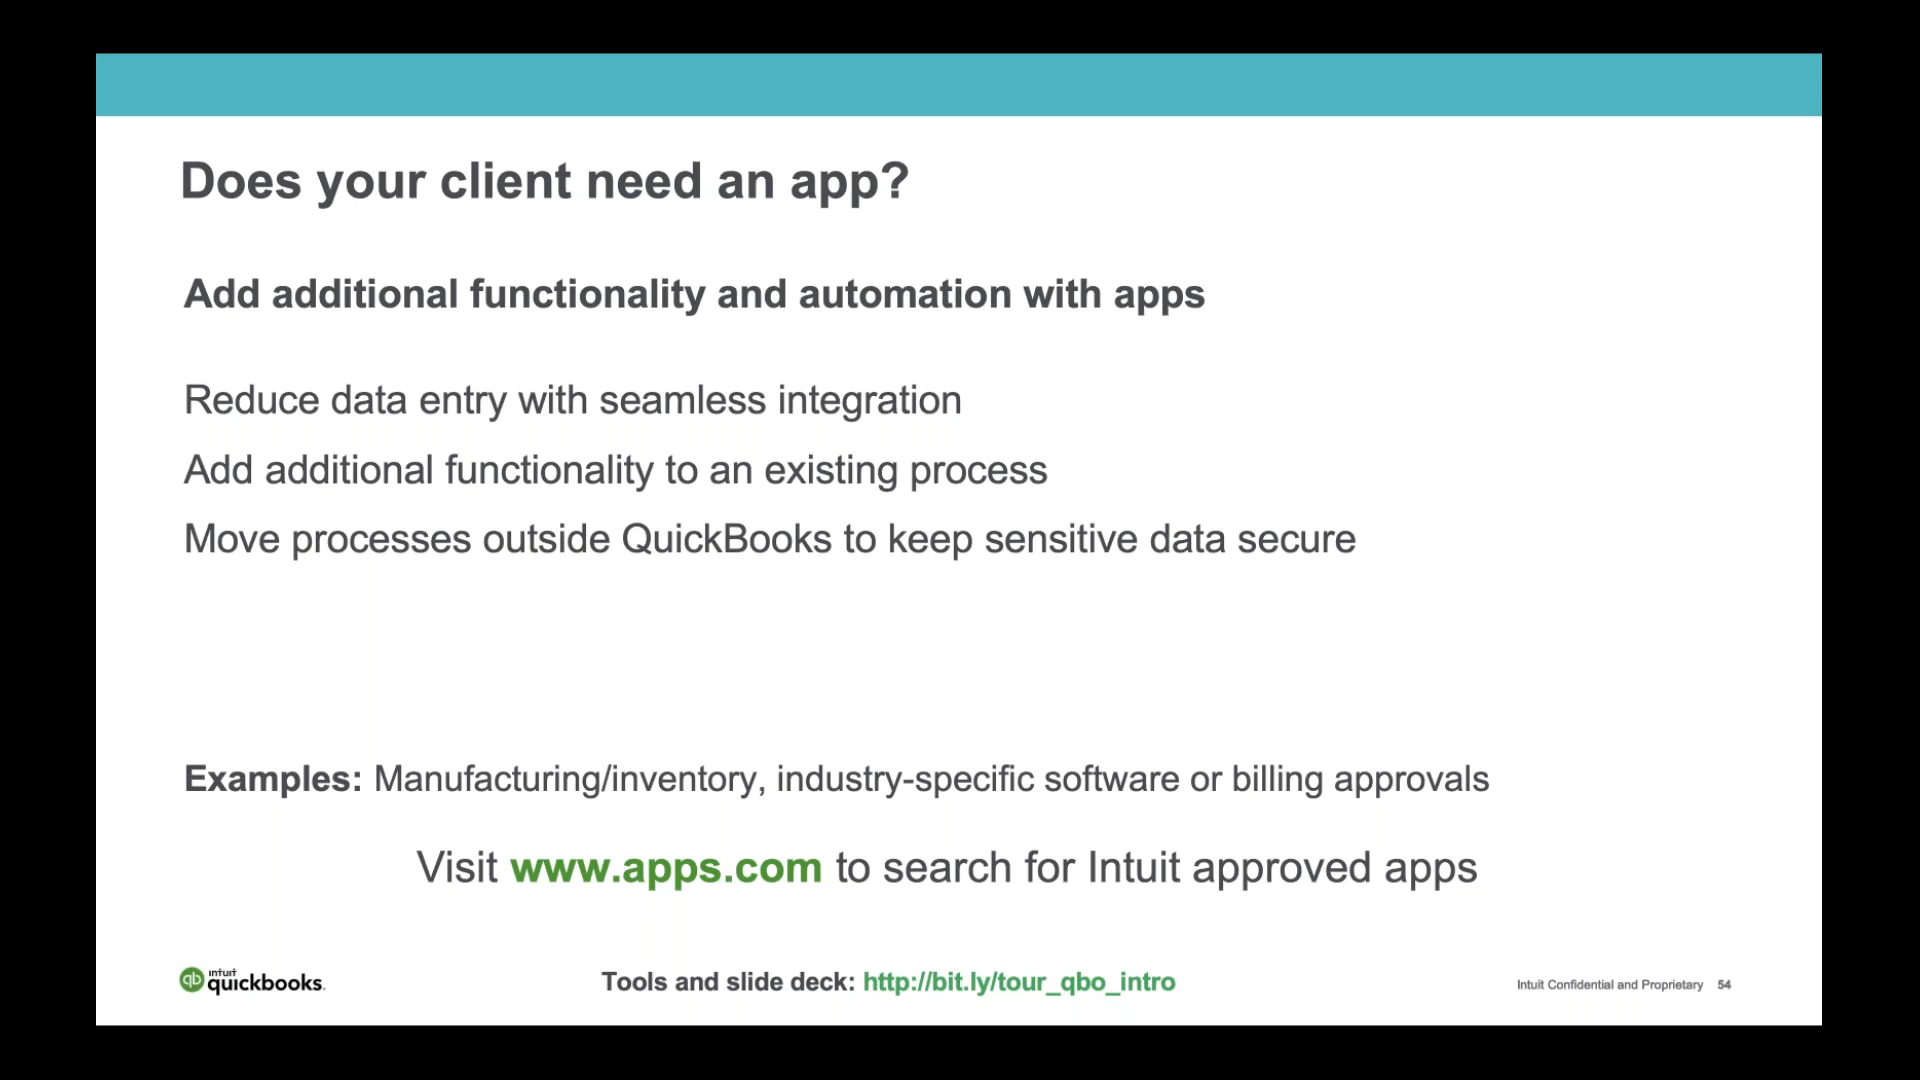 Does your client need an app?
Add additional functionality and automation with apps
Reduce data entry with seamless integration
Add additional functionality to an existing process
Move processes outside QuickBooks to keep sensitive data secure
Examples: Manufacturing/inventory, industry-specific software or billing approvals
Visit www.apps.com to search for Intuit approved apps
qb intuit quickbooks.
Tools and slide deck: http://bit.ly/tour_qbo_intro
Intuit Confidential and Proprietary 54